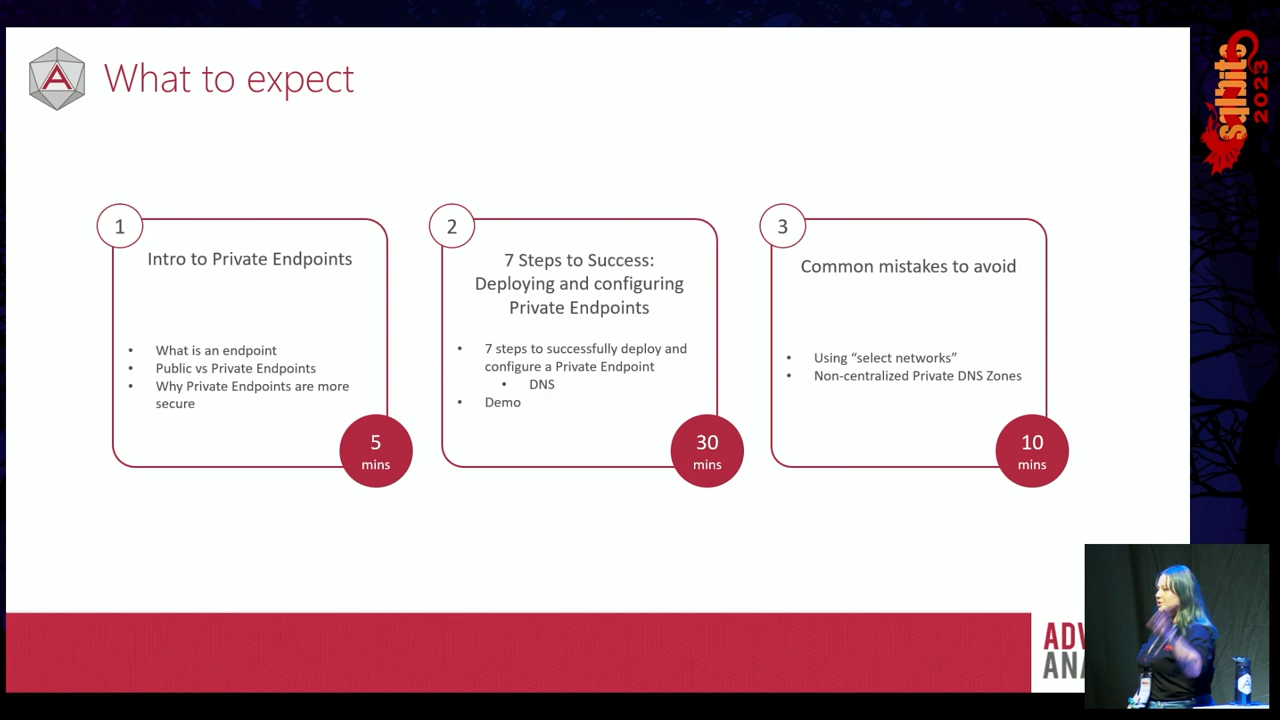 A
What to expect
1
Intro to Private Endpoints
• What is an endpoint
• Public vs Private Endpoints
• Why Private Endpoints are more
secure
5
mins
2
7 Steps to Success:
Deploying and configuring
Private Endpoints
• 7 steps to successfully deploy and
configure a Private Endpoint
• DNS
• Demo
30
mins
3
Common mistakes to avoid
• Using “select networks”
• Non-centralized Private DNS Zones
10
mins
sqlbits
2023
ADV
ANA